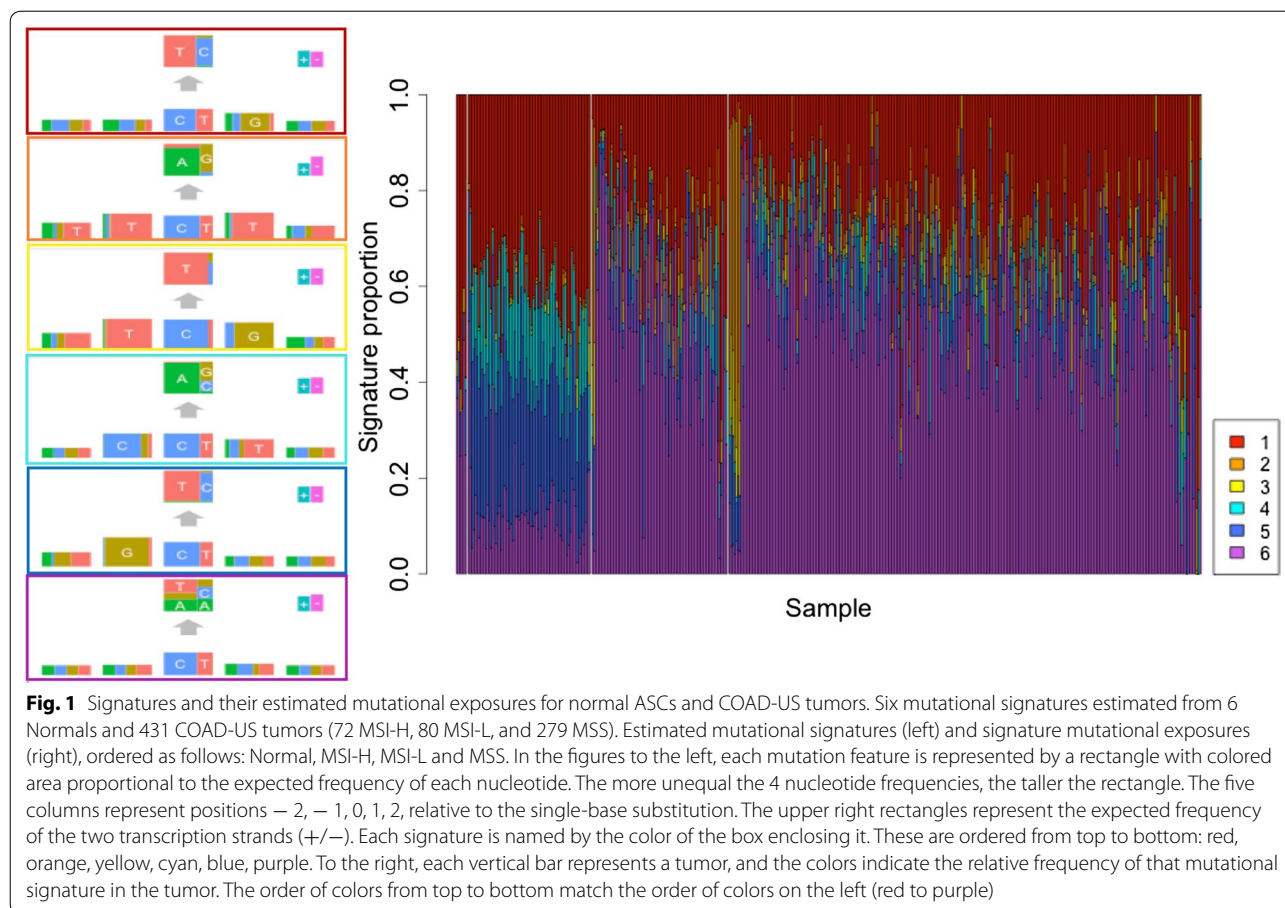 T C
+ -
C T G
A G
+ -
T T C T T
T
+ -
T C G
A G
C
+ -
C C T T
T C
+ -
G C T
T C
A A
+ -
C T
Signature proportion
1.0
0.8
0.6
0.4
0.2
0.0
Sample
1
2
3
4
5
6
Fig. 1 Signatures and their estimated mutational exposures for normal ASCs and COAD-US tumors. Six mutational signatures estimated from 6
Normals and 431 COAD-US tumors (72 MSI-H, 80 MSI-L, and 279 MSS). Estimated mutational signatures (left) and signature mutational exposures
(right), ordered as follows: Normal, MSI-H, MSI-L and MSS. In the figures to the left, each mutation feature is represented by a rectangle with colored
area proportional to the expected frequency of each nucleotide. The more unequal the 4 nucleotide frequencies, the taller the rectangle. The five
columns represent positions − 2, − 1, 0, 1, 2, relative to the single-base substitution. The upper right rectangles represent the expected frequency
of the two transcription strands (+/−). Each signature is named by the color of the box enclosing it. These are ordered from top to bottom: red,
orange, yellow, cyan, blue, purple. To the right, each vertical bar represents a tumor, and the colors indicate the relative frequency of that mutational
signature in the tumor. The order of colors from top to bottom match the order of colors on the left (red to purple)